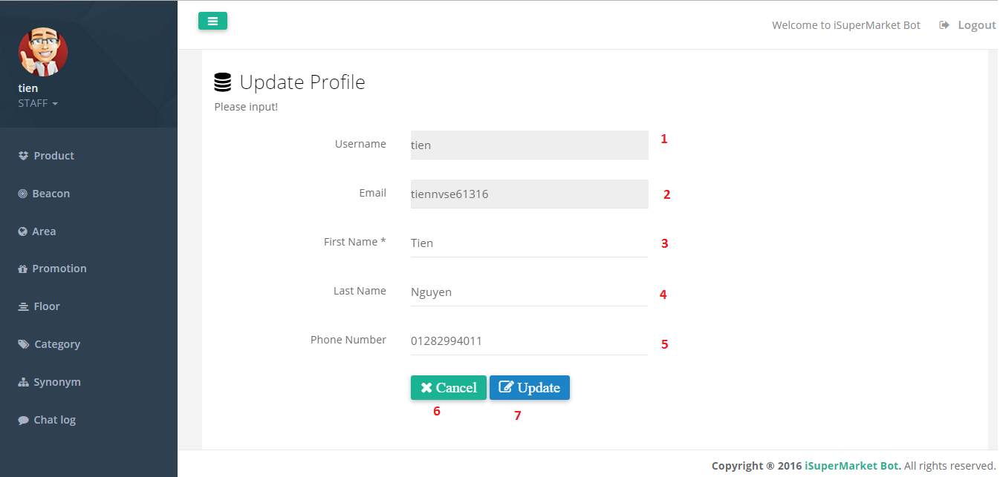 Welcome to iSuperMarket Bot Logout
tien
STAFF
Product
Beacon
Area
Promotion
Floor
Category
Synonym
Chat log
Update Profile
Please input!
Username tien 1
Email tiennvse61316 2
First Name * Tien 3
Last Name Nguyen 4
Phone Number 01282994011 5
Cancel Update
6 7
Copyright ® 2016 iSuperMarket Bot. All rights reserved.